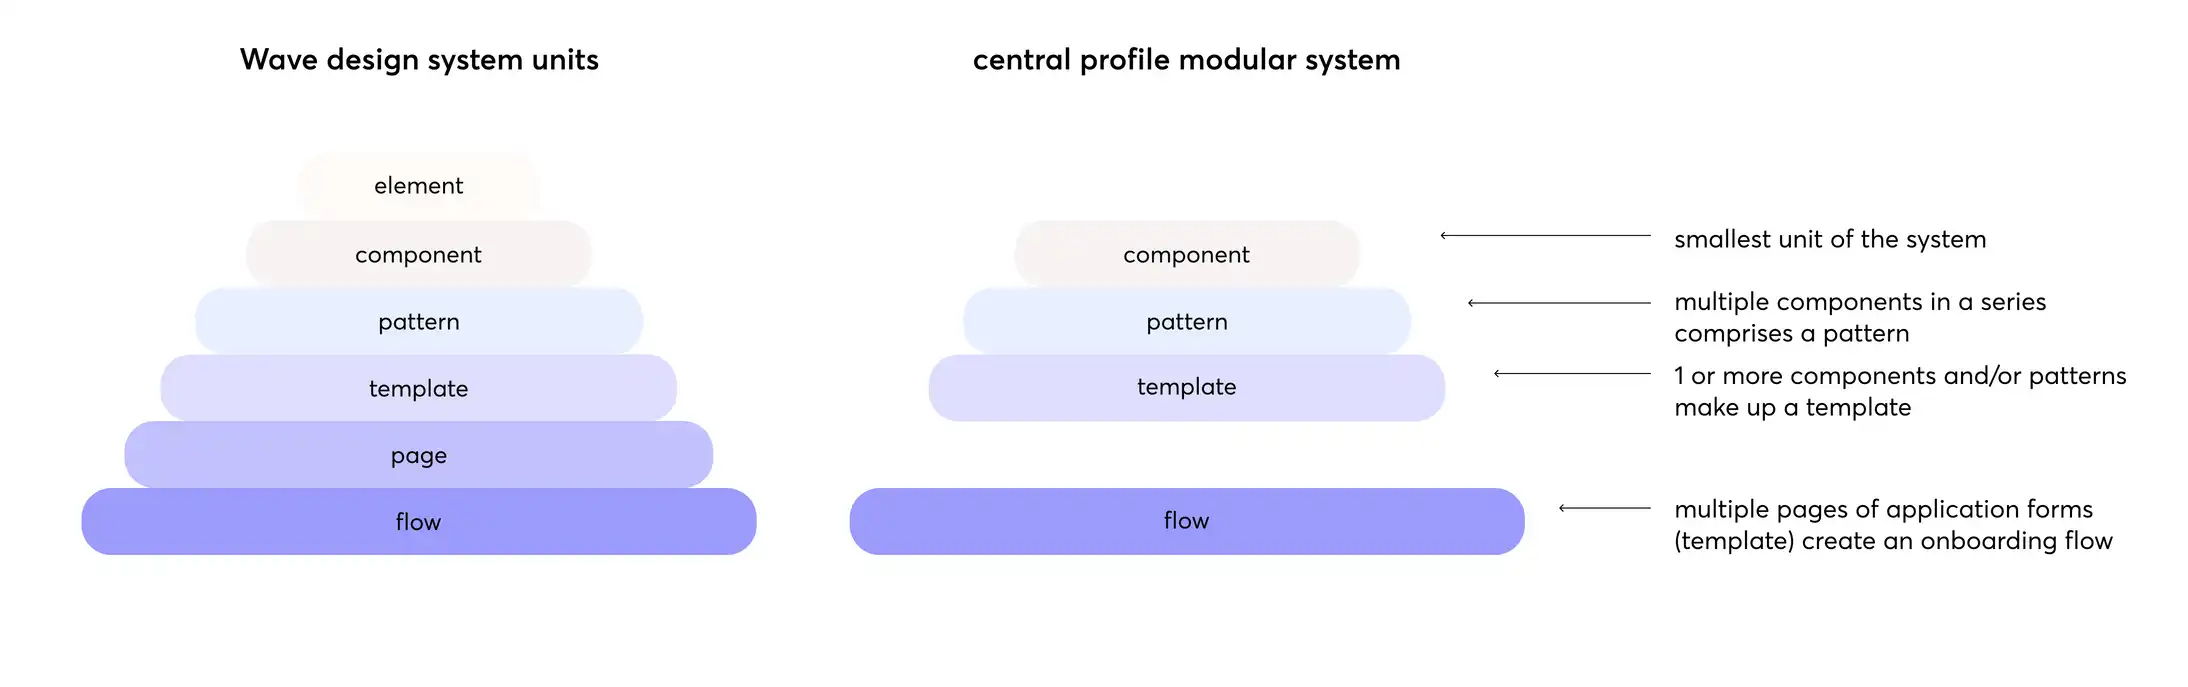 Wave design system units
central profile modular system
element
component
pattern
template
page
flow
component
pattern
template
flow
smallest unit of the system
multiple components in a series
comprises a pattern
1 or more components and/or patterns
make up a template
multiple pages of application forms
(template) create an onboarding flow